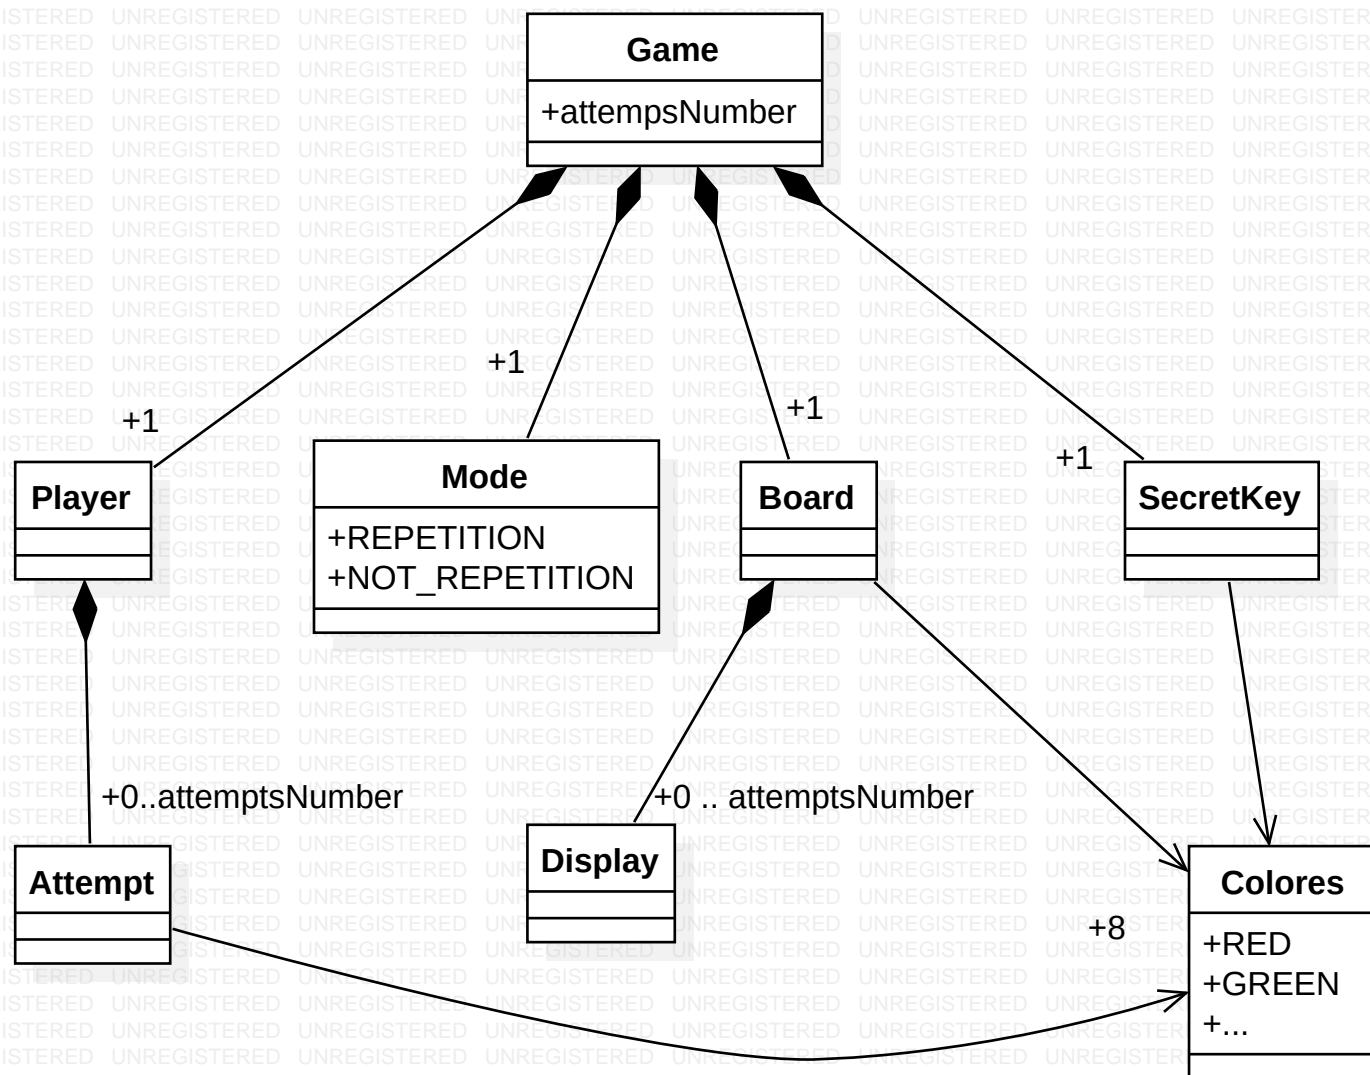 Game
+attempsNumber
+1
+1
+1
+1
Player
Mode
+REPETITION
+NOT_REPETITION
Board
SecretKey
+0..attemptsNumber
+0 .. attemptsNumber
Attempt
Display
Colores
+8
+RED
+GREEN
+...
UNREGISTERED